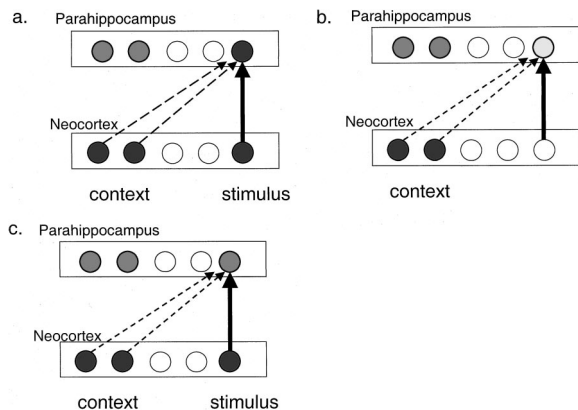 a.
Parahippocampus
Neocortex
context stimulus
b.
Parahippocampus
Neocortex
context
c.
Parahippocampus
Neocortex
context stimulus